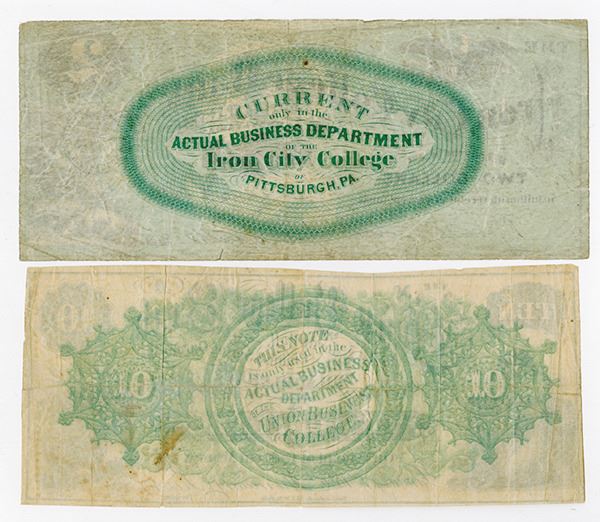 CURRENT
only in the
ACTUAL BUSINESS DEPARTMENT
OF THE
Iron City College
OF
PITTSBURGH, PA.
10
10
THIS NOTE
Is only used in the
ACTUAL BUSINESS
DEPARTMENT
UNION BUSINESS
COLLEGE